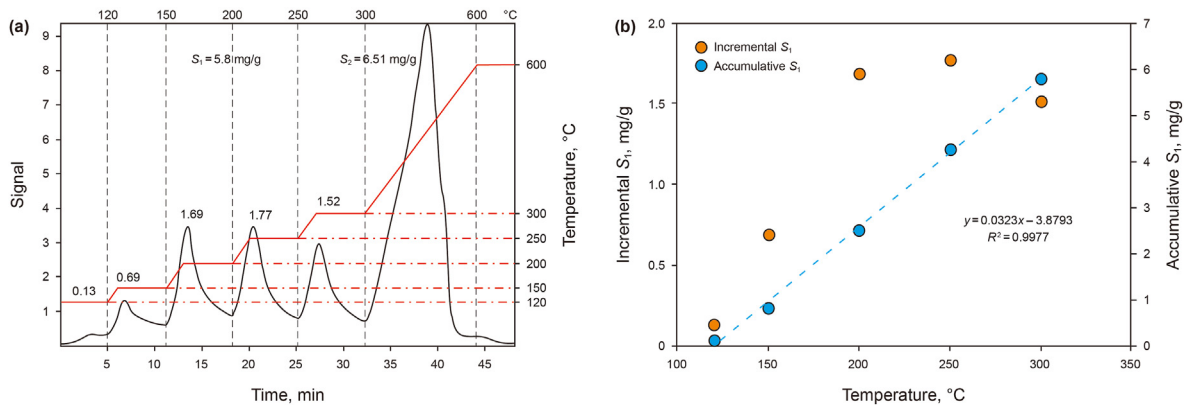 (a)
120 150 200 250 300 600 °C
S1 = 5.8 mg/g
S2 = 6.51 mg/g
9
8
7
6
5
4
3
2
1
Signal
0.13
0.69
1.69
1.77
1.52
600
300
250
200
150
120
Temperature, °C
5 10 15 20 25 30 35 40 45
Time, min
(b)
2.0
1.5
1.0
0.5
0
Incremental S1, mg/g
Incremental S1
Accumulative S1
y = 0.0323x − 3.8793
R² = 0.9977
7
6
5
4
3
2
1
0
Accumulative S1, mg/g
100 150 200 250 300 350
Temperature, °C